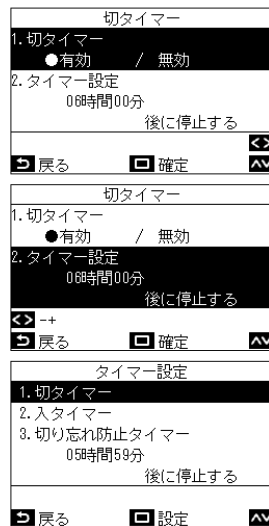 切タイマー
1.切タイマー
●有効 / 無効
2.タイマー設定
06時間00分
後に停止する
<>
戻る 確定
切タイマー
1.切タイマー
●有効 / 無効
2.タイマー設定
06時間00分
後に停止する
<> -+
戻る 確定
タイマー設定
1.切タイマー
2.入タイマー
3.切り忘れ防止タイマー
05時間59分
後に停止する
戻る 設定